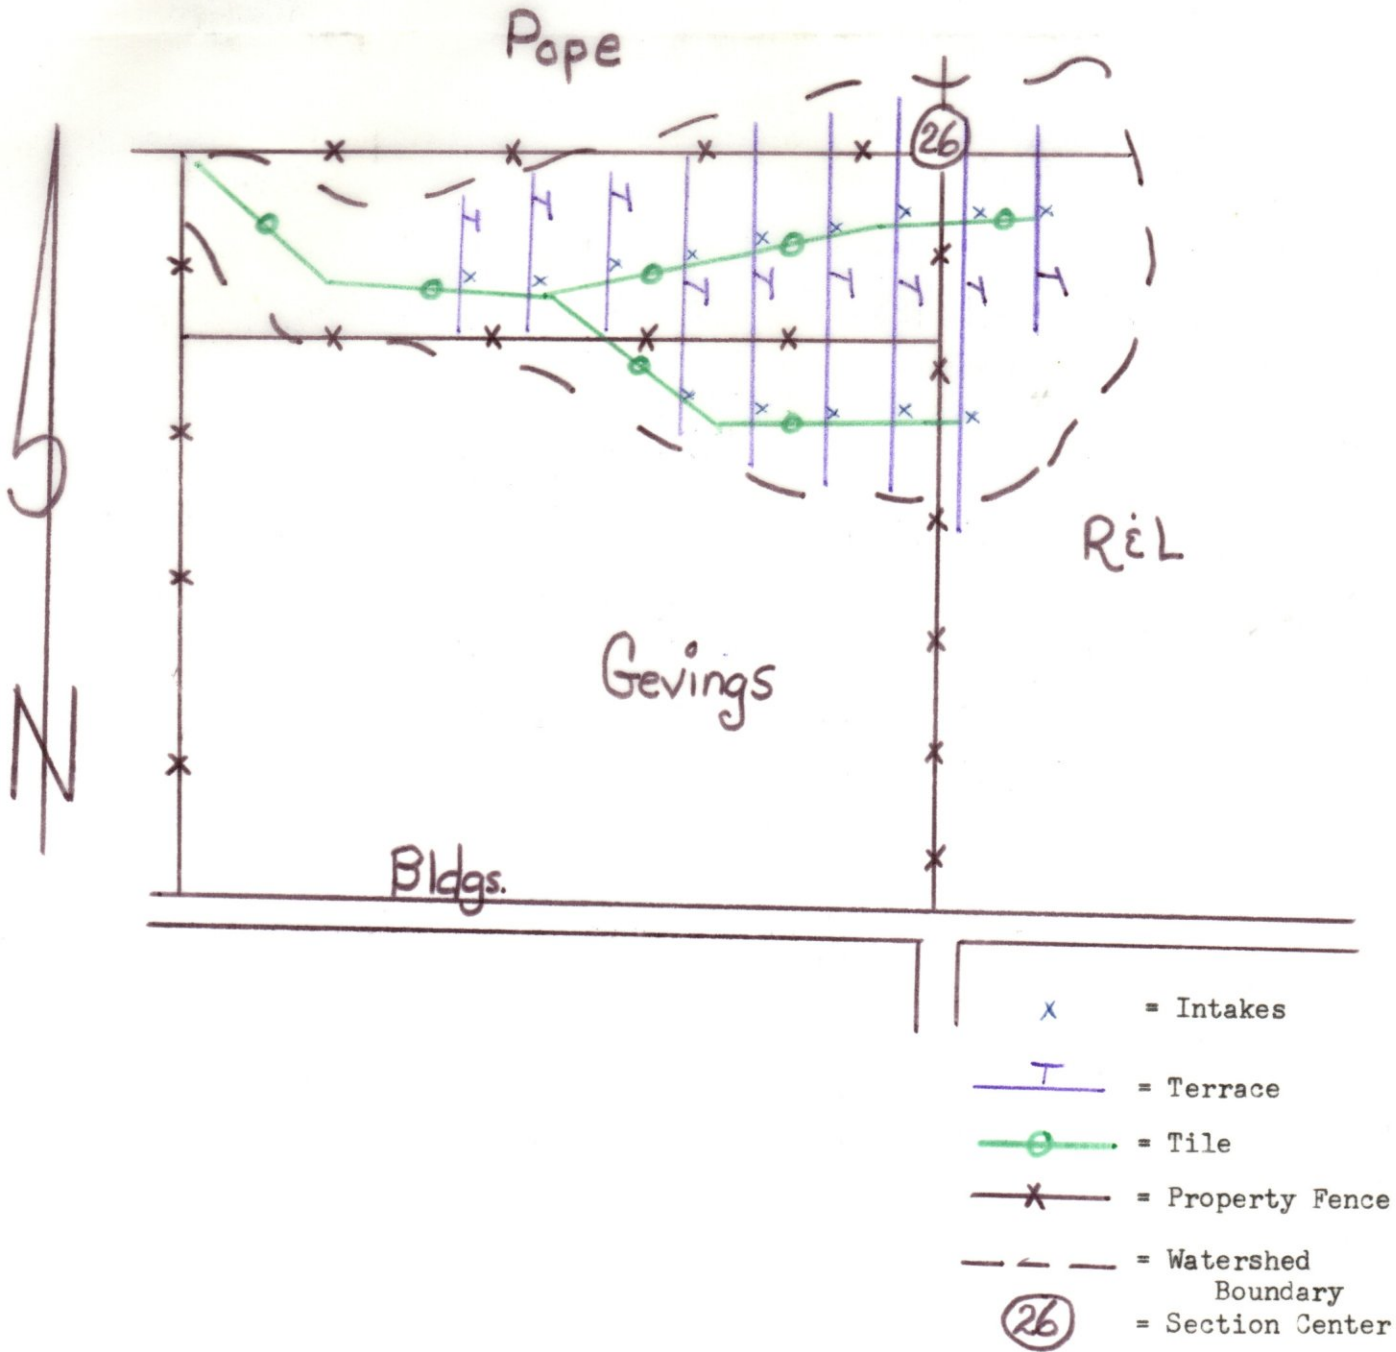 Pope
26
R&L
N
Gevings
Bldgs.
x = Intakes
T = Terrace
= Tile
x = Property Fence
= Watershed
Boundary
26 = Section Center